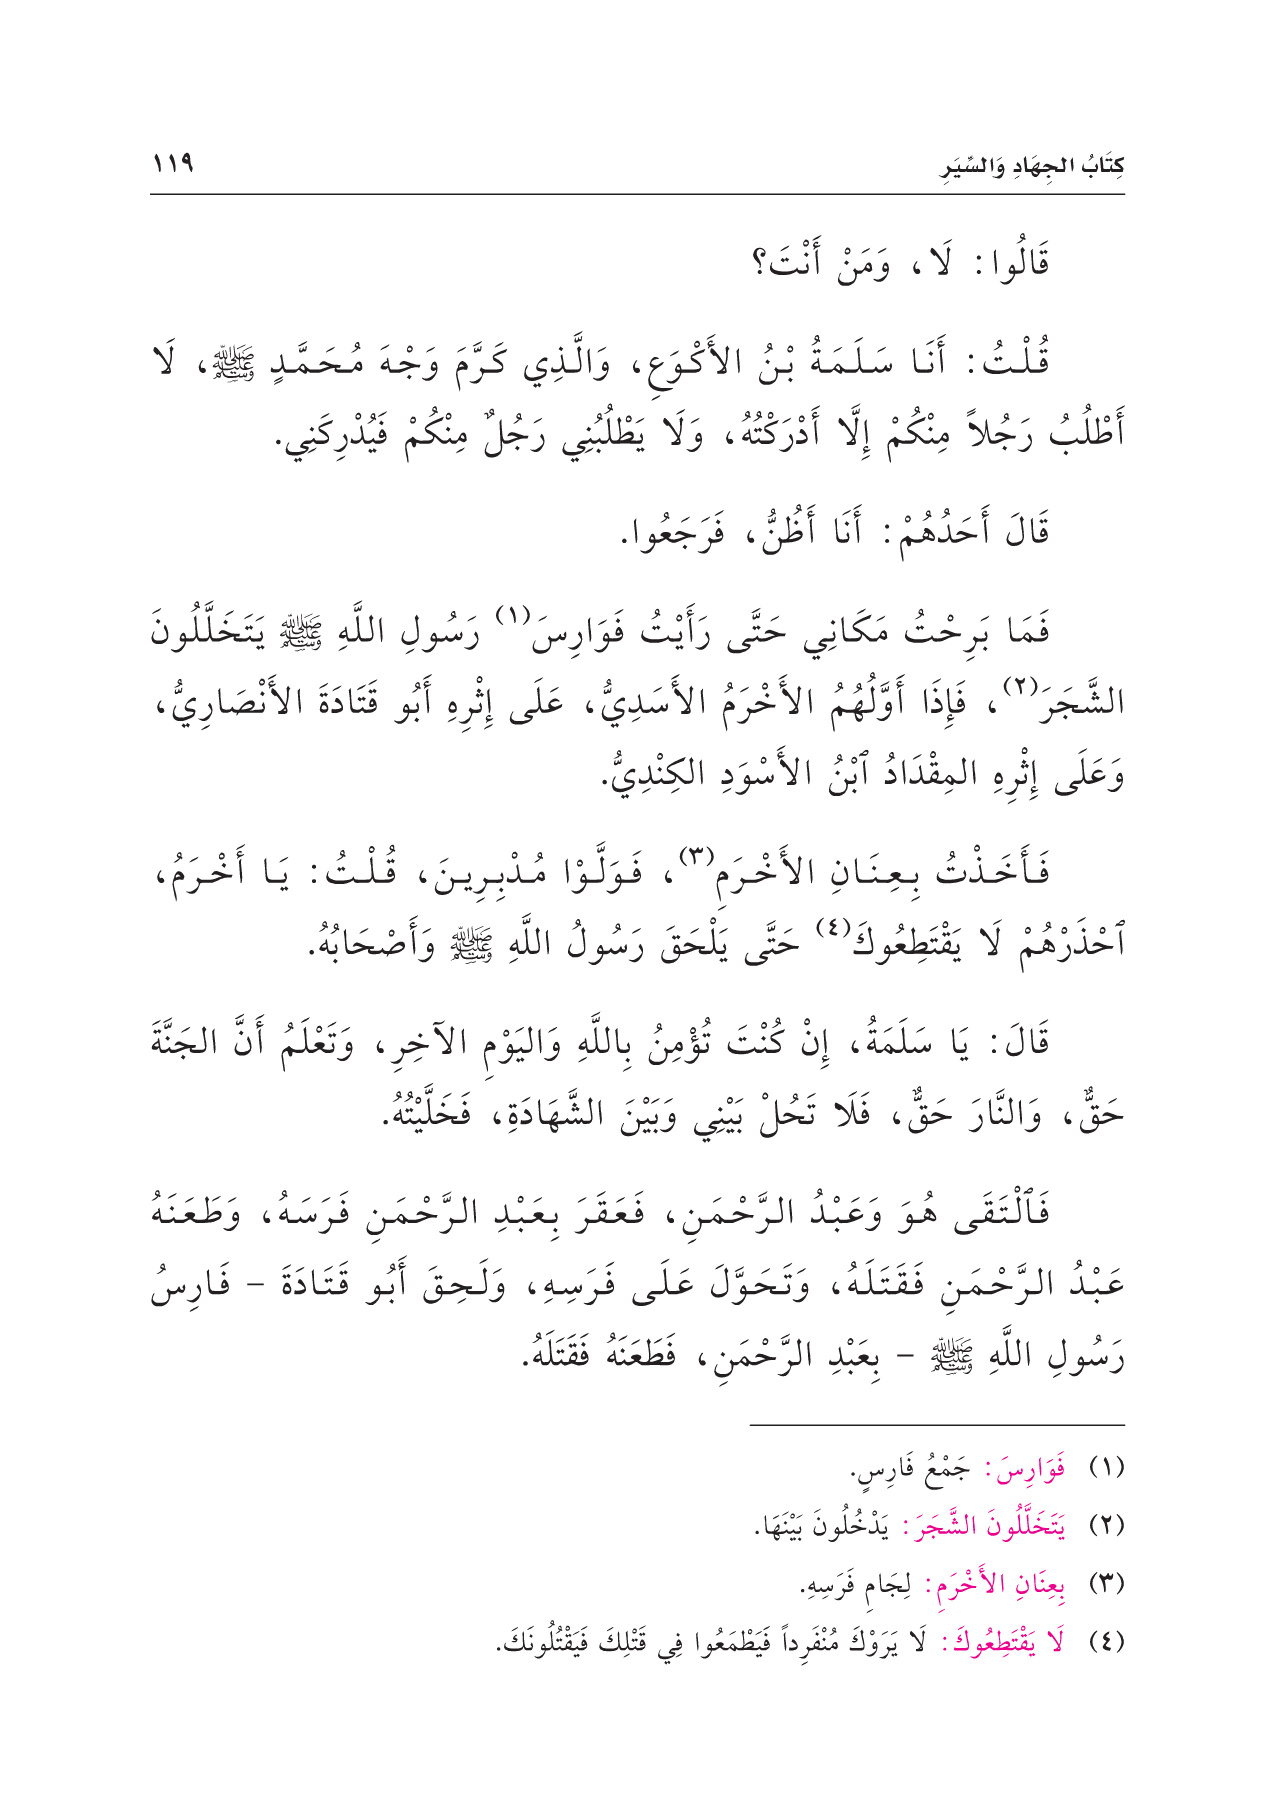 كِتَابُ الجِهَادِ وَالسِّيَرِ ١١٩
قَالُوا: لَا، وَمَنْ أَنْتَ؟
قُلْتُ: أَنَا سَلَمَةُ بْنُ الأَكْوَعِ، وَالَّذِي كَرَّمَ وَجْهَ مُحَمَّدٍ ﷺ، لَا
أَطْلُبُ رَجُلاً مِنْكُمْ إِلَّا أَدْرَكْتُهُ، وَلَا يَطْلُبُنِي رَجُلٌ مِنْكُمْ فَيُدْرِكَنِي.
قَالَ أَحَدُهُمْ: أَنَا أَظُنُّ، فَرَجَعُوا.
فَمَا بَرِحْتُ مَكَانِي حَتَّى رَأَيْتُ فَوَارِسَ(١) رَسُولِ اللَّهِ ﷺ يَتَخَلَّلُونَ
الشَّجَرَ(٢)، فَإِذَا أَوَّلُهُمُ الأَخْرَمُ الأَسَدِيُّ، عَلَى إِثْرِهِ أَبُو قَتَادَةَ الأَنْصَارِيُّ،
وَعَلَى إِثْرِهِ المِقْدَادُ ٱبْنُ الأَسْوَدِ الكِنْدِيُّ.
فَأَخَذْتُ بِعِنَانِ الأَخْرَمِ(٣)، فَوَلَّوْا مُدْبِرِينَ، قُلْتُ: يَا أَخْرَمُ،
ٱحْذَرْهُمْ لَا يَقْتَطِعُوكَ(٤) حَتَّى يَلْحَقَ رَسُولُ اللَّهِ ﷺ وَأَصْحَابُهُ.
قَالَ: يَا سَلَمَةُ، إِنْ كُنْتَ تُؤْمِنُ بِاللَّهِ وَاليَوْمِ الآخِرِ، وَتَعْلَمُ أَنَّ الجَنَّةَ
حَقٌّ، وَالنَّارَ حَقٌّ، فَلَا تَحُلْ بَيْنِي وَبَيْنَ الشَّهَادَةِ، فَخَلَّيْتُهُ.
فَٱلْتَقَى هُوَ وَعَبْدُ الرَّحْمَنِ، فَعَقَرَ بِعَبْدِ الرَّحْمَنِ فَرَسَهُ، وَطَعَنَهُ
عَبْدُ الرَّحْمَنِ فَقَتَلَهُ، وَتَحَوَّلَ عَلَى فَرَسِهِ، وَلَحِقَ أَبُو قَتَادَةَ - فَارِسُ
رَسُولِ اللَّهِ ﷺ - بِعَبْدِ الرَّحْمَنِ، فَطَعَنَهُ فَقَتَلَهُ.
(١) فَوَارِسَ: جَمْعُ فَارِسٍ.
(٢) يَتَخَلَّلُونَ الشَّجَرَ: يَدْخُلُونَ بَيْنَهَا.
(٣) بِعِنَانِ الأَخْرَمِ: لِجَامِ فَرَسِهِ.
(٤) لَا يَقْتَطِعُوكَ: لَا يَرَوْكَ مُنْفَرِداً فَيَطْمَعُوا فِي قَتْلِكَ فَيَقْتُلُونَكَ.